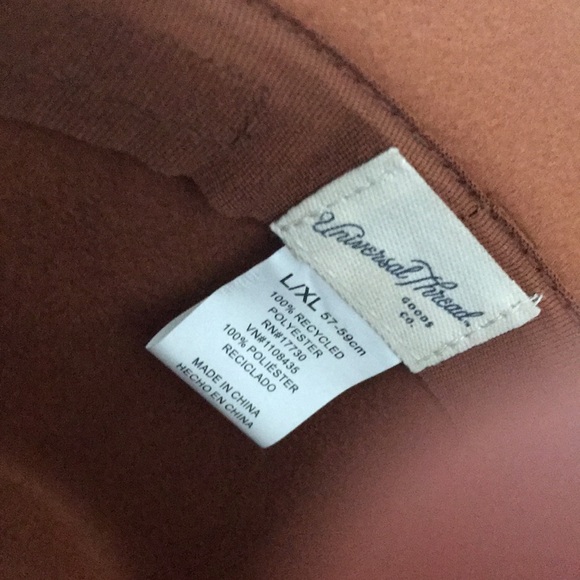 Universal Thread.
GOODS
CO.
L/XL 57-59cm
100% RECYCLED
POLYESTER
RN#17730
VN#1108435
100% POLIÉSTER
RECICLADO
MADE IN CHINA
HECHO EN CHINA